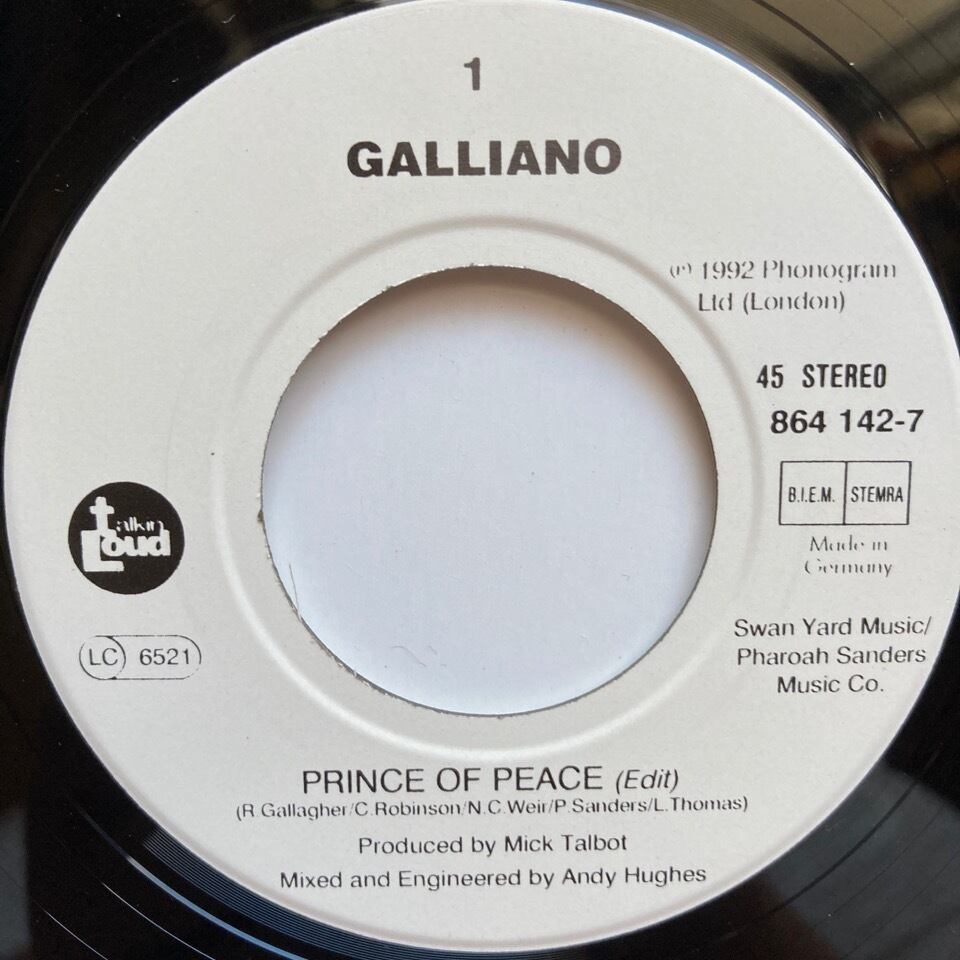 1
GALLIANO
℗ 1992 Phonogram
Ltd (London)
45 STEREO
864 142-7
B.I.E.M. STEMRA
Made in
Germany
talkin
Loud
LC 6521
Swan Yard Music/
Pharoah Sanders
Music Co.
PRINCE OF PEACE (Edit)
(R.Gallagher/C.Robinson/N.C.Weir/P.Sanders/L.Thomas)
Produced by Mick Talbot
Mixed and Engineered by Andy Hughes